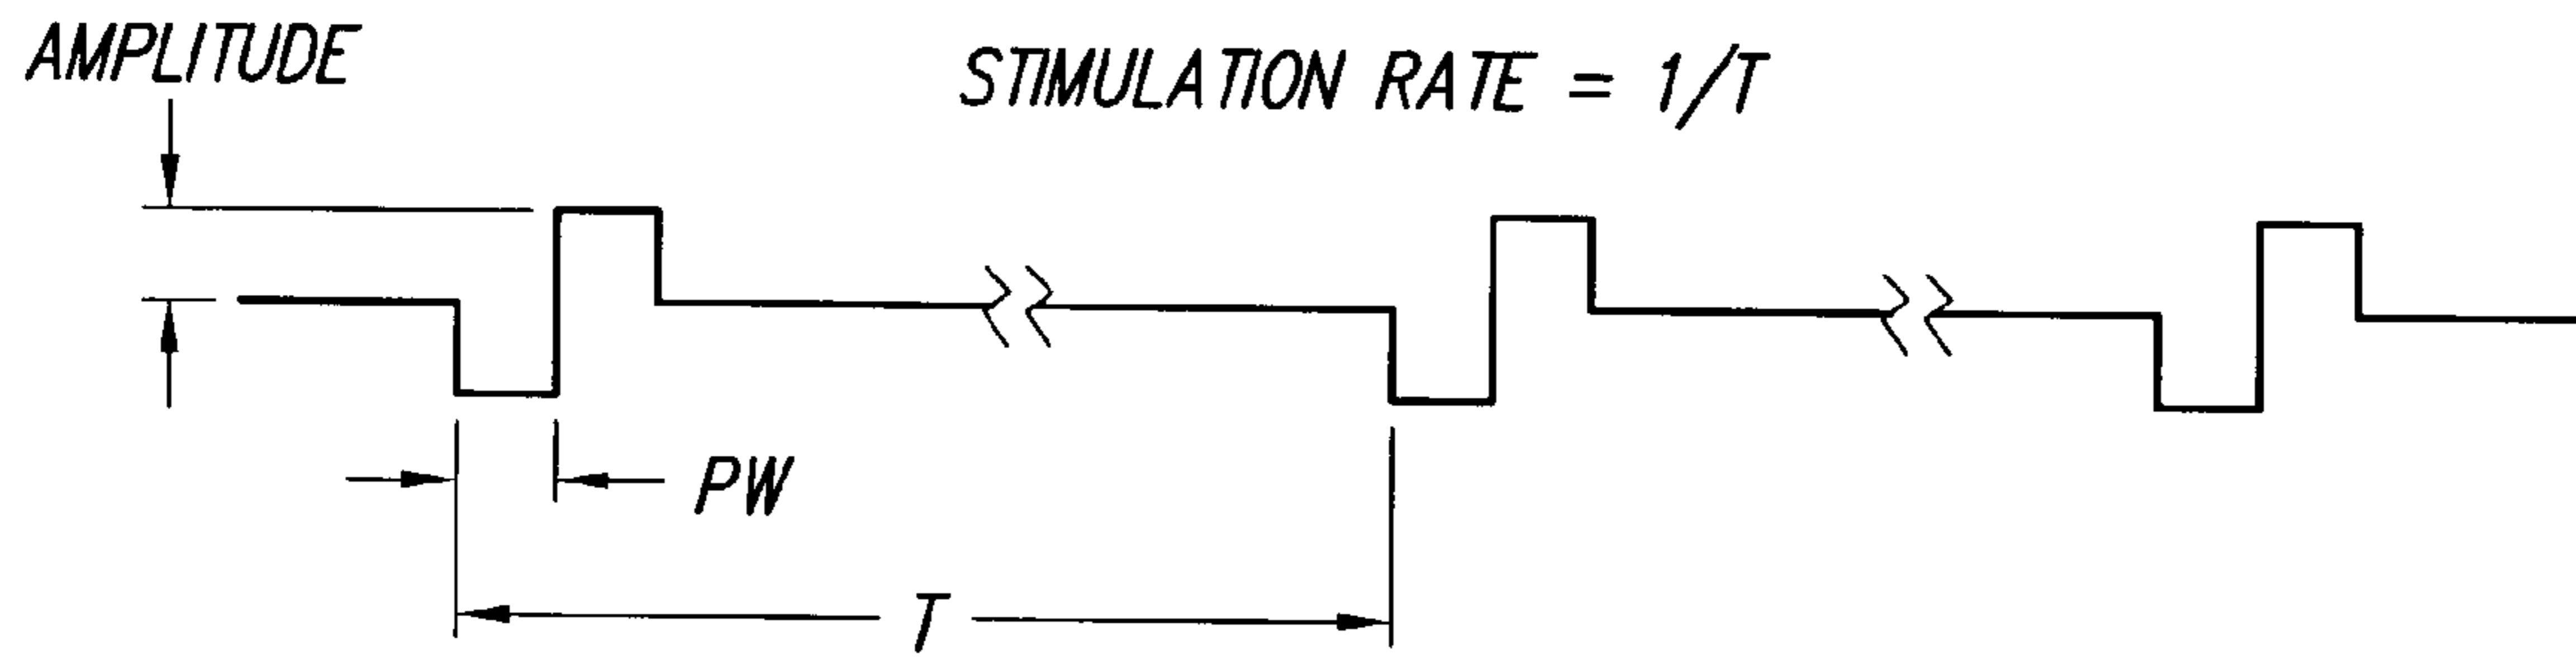 AMPLITUDE
STIMULATION RATE = 1/T
PW
T